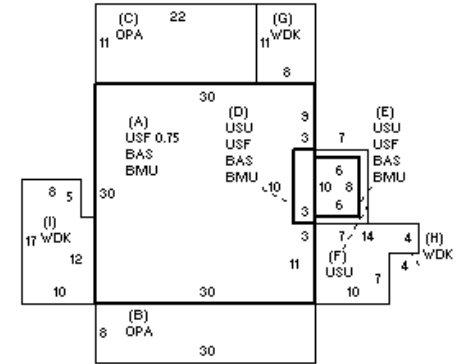 (C)
OPA
22
11
(G)
WDK
11
8
30
(A)
USF 0.75
BAS
BMU
30
(D)
USU
USF
BAS
BMU
10
9
3
3
3
7
6
10 8
6
(E)
USU
USF
BAS
BMU
8 5
(I)
17 WDK
12
10
11
7 14
(F)
USU
4
4
(H)
WDK
7
10
30
(B)
OPA
8
30